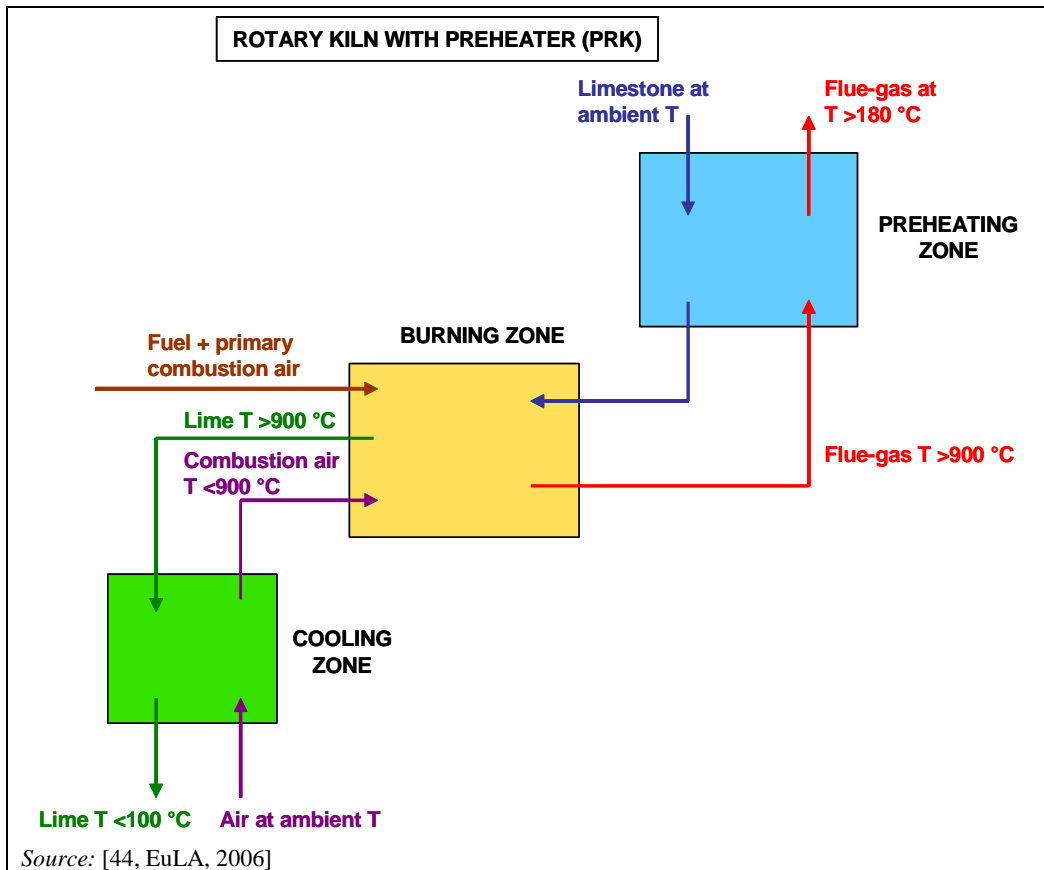 ROTARY KILN WITH PREHEATER (PRK)
Limestone at
ambient T
Flue-gas at
T >180 °C
PREHEATING
ZONE
BURNING ZONE
Fuel + primary
combustion air
Lime T >900 °C
Combustion air
T <900 °C
Flue-gas T >900 °C
COOLING
ZONE
Lime T <100 °C
Air at ambient T
Source: [44, EuLA, 2006]